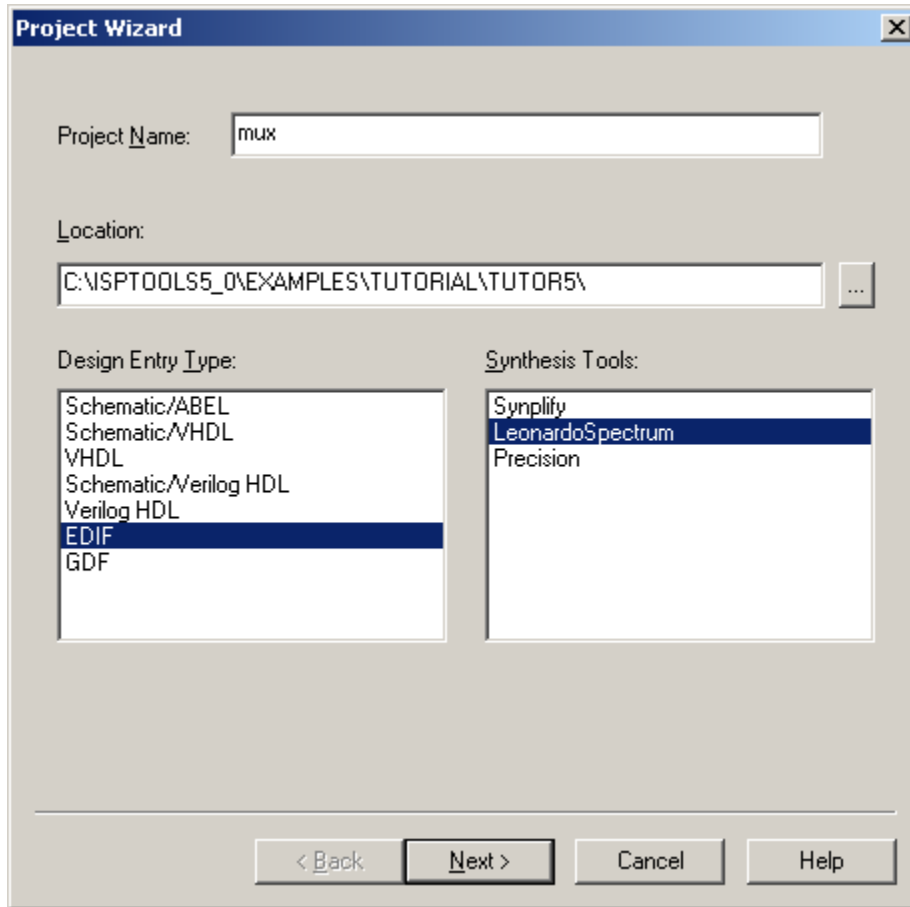 Project Wizard
Project Name: mux
Location:
C:\ISPTOOLS5_0\EXAMPLES\TUTORIAL\TUTOR5\ ...
Design Entry Type: Synthesis Tools:
Schematic/ABEL
Schematic/VHDL
VHDL
Schematic/Verilog HDL
Verilog HDL
EDIF
GDF
Synplify
LeonardoSpectrum
Precision
< Back Next > Cancel Help